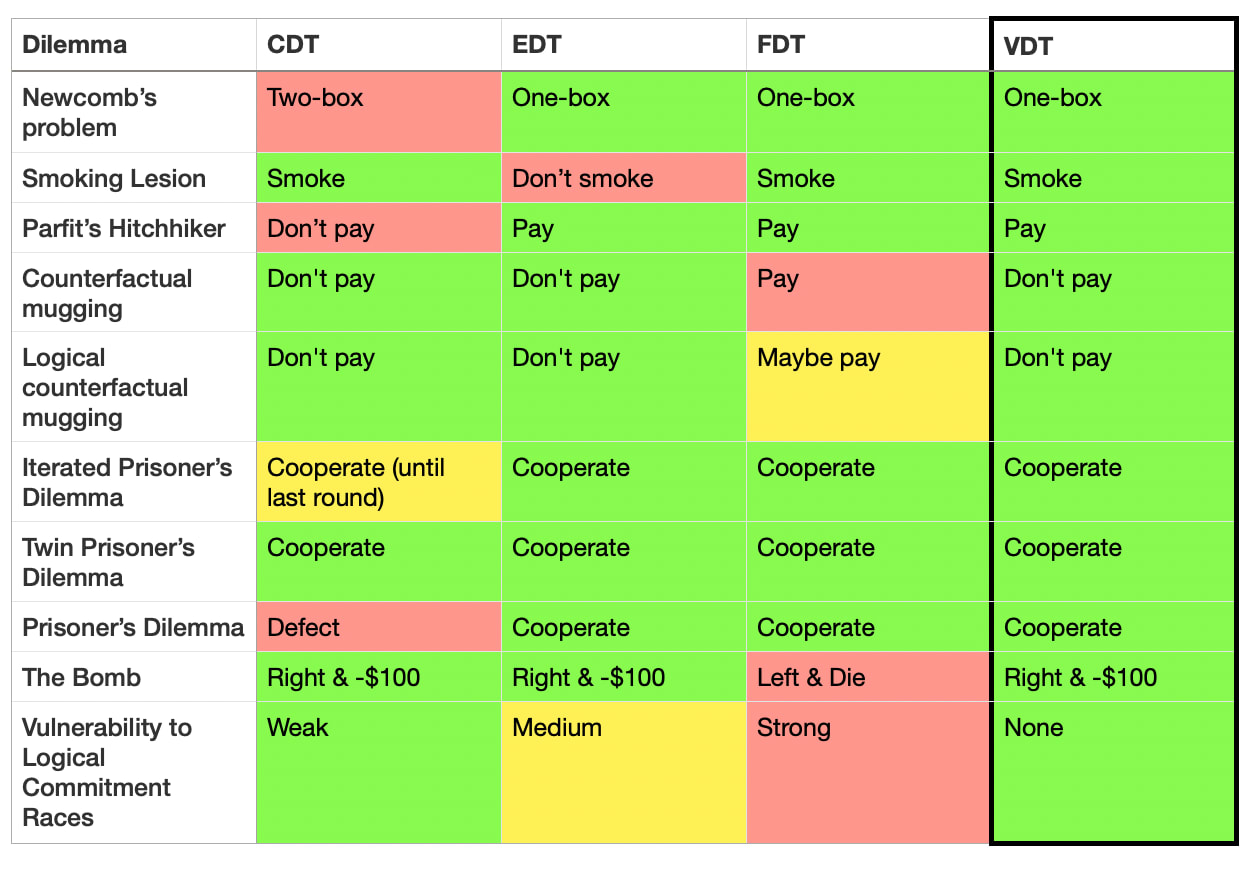 Dilemma CDT EDT FDT VDT
Newcomb’s Two-box One-box One-box One-box
problem
Smoking Lesion Smoke Don’t smoke Smoke Smoke
Parfit’s Hitchhiker Don’t pay Pay Pay Pay
Counterfactual Don't pay Don't pay Pay Don't pay
mugging
Logical Don't pay Don't pay Maybe pay Don't pay
counterfactual
mugging
Iterated Prisoner’s Cooperate (until Cooperate Cooperate Cooperate
Dilemma last round)
Twin Prisoner’s Cooperate Cooperate Cooperate Cooperate
Dilemma
Prisoner’s Dilemma Defect Cooperate Cooperate Cooperate
The Bomb Right & -$100 Right & -$100 Left & Die Right & -$100
Vulnerability to Weak Medium Strong None
Logical
Commitment
Races